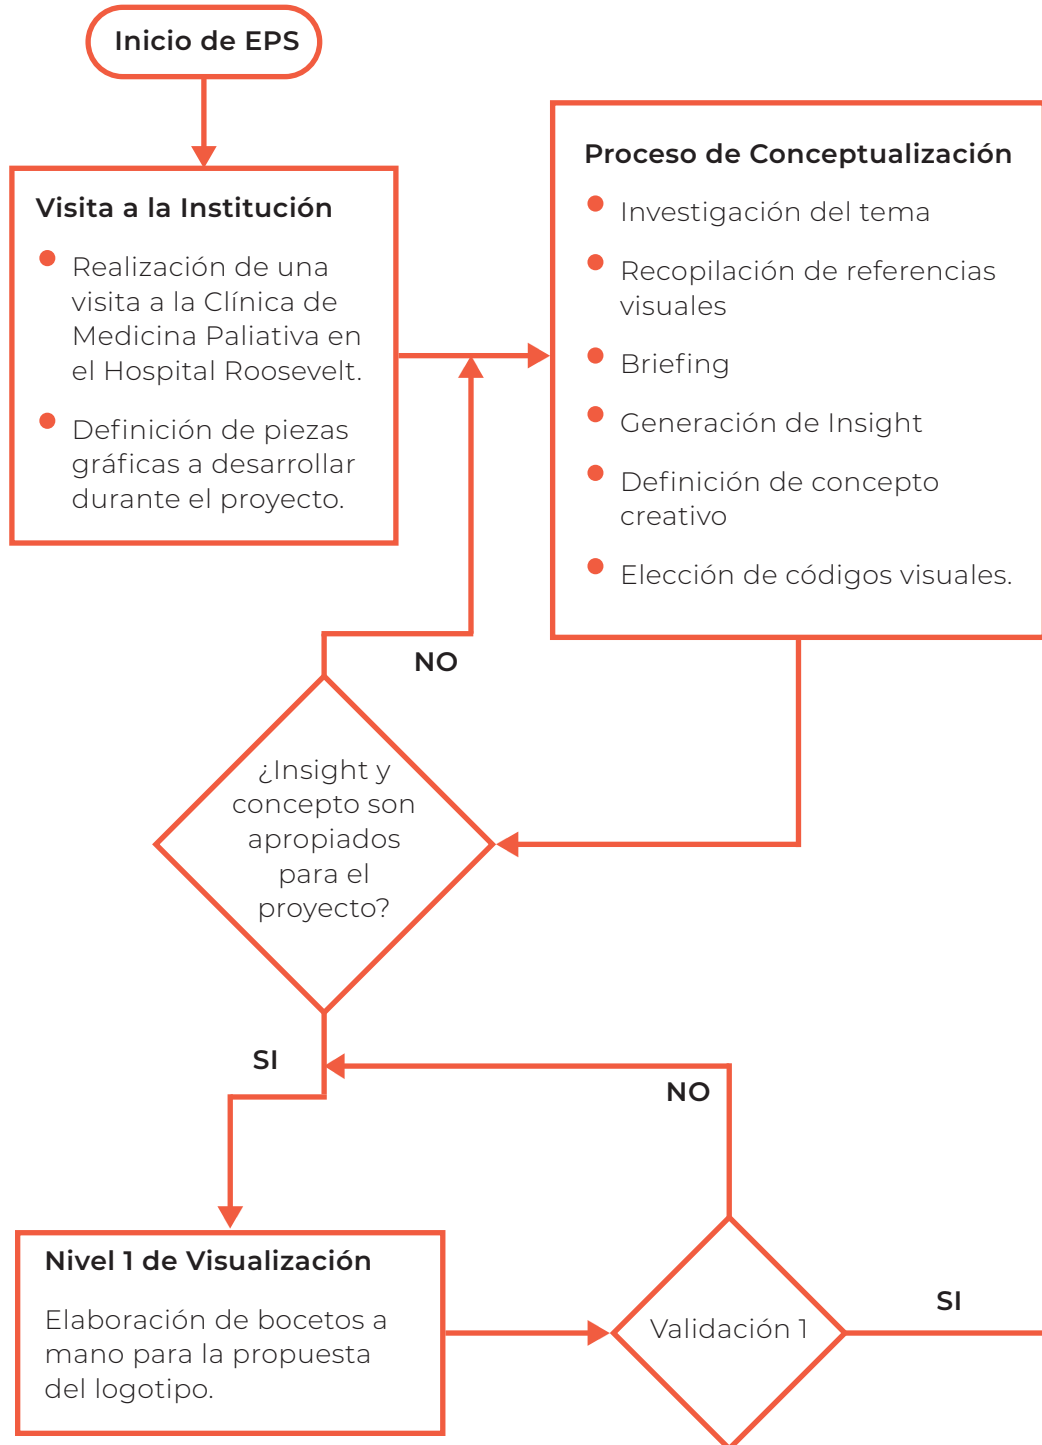 Inicio de EPS
Visita a la Institución
Realización de una
visita a la Clínica de
Medicina Paliativa en
el Hospital Roosevelt.
Definición de piezas
gráficas a desarrollar
durante el proyecto.
Proceso de Conceptualización
Investigación del tema
Recopilación de referencias
visuales
Briefing
Generación de Insight
Definición de concepto
creativo
Elección de códigos visuales.
NO
¿Insight y
concepto son
apropiados
para el
proyecto?
SI
NO
Nivel 1 de Visualización
Elaboración de bocetos a
mano para la propuesta
del logotipo.
Validación 1
SI